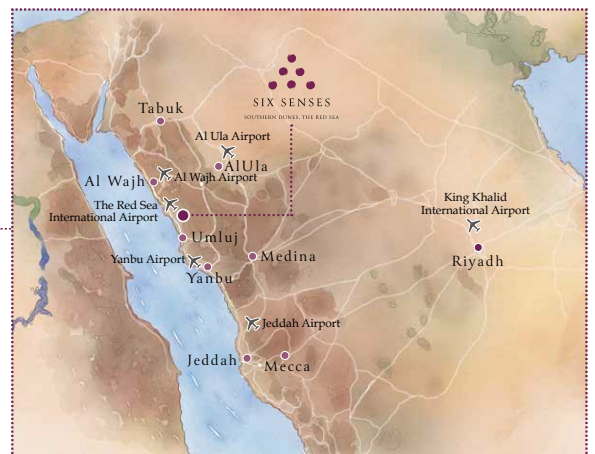 SIX SENSES
SOUTHERN DUNES, THE RED SEA
Tabuk
Al Ula Airport
AlUla
Al Wajh Airport
Al Wajh
The Red Sea
International Airport
King Khalid
International Airport
Umluj
Yanbu Airport
Yanbu
Medina
Riyadh
Jeddah Airport
Jeddah
Mecca